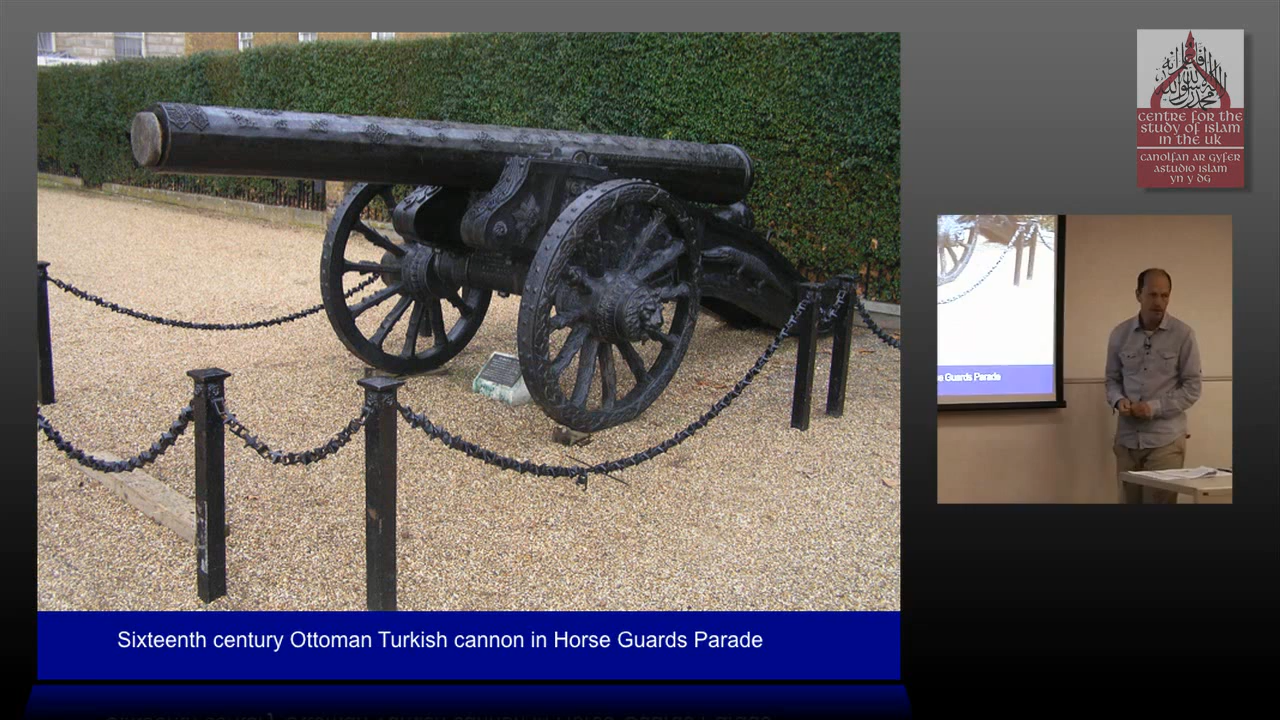 CENTRE FOR THE
STUDY OF ISLAM
IN THE UK
CANOLFAN AR GYFER
ASTUDIO ISLAM
YN Y DG
e Guards Parade
Sixteenth century Ottoman Turkish cannon in Horse Guards Parade